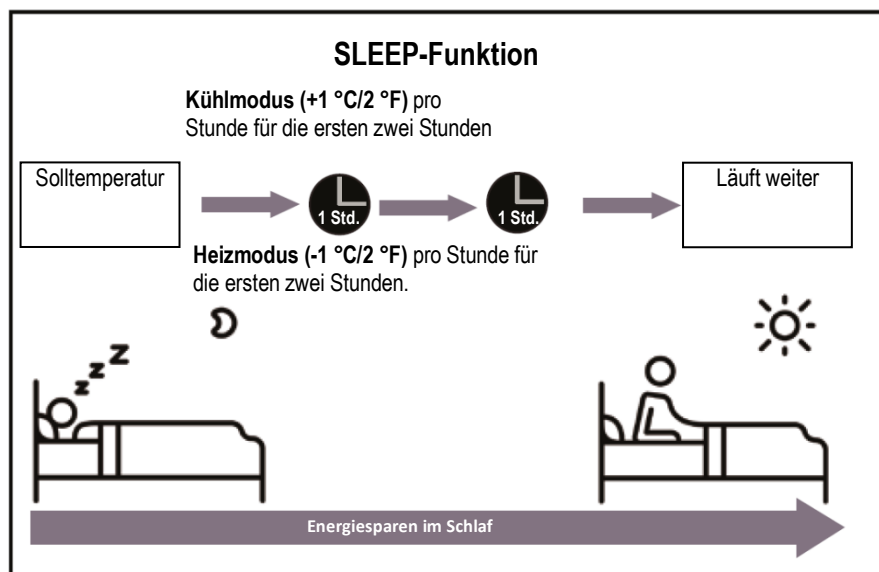 SLEEP-Funktion
Kühlmodus (+1 °C/2 °F) pro
Stunde für die ersten zwei Stunden
Solltemperatur
1 Std.
1 Std.
Läuft weiter
Heizmodus (-1 °C/2 °F) pro Stunde für
die ersten zwei Stunden.
z z Z
Energiesparen im Schlaf